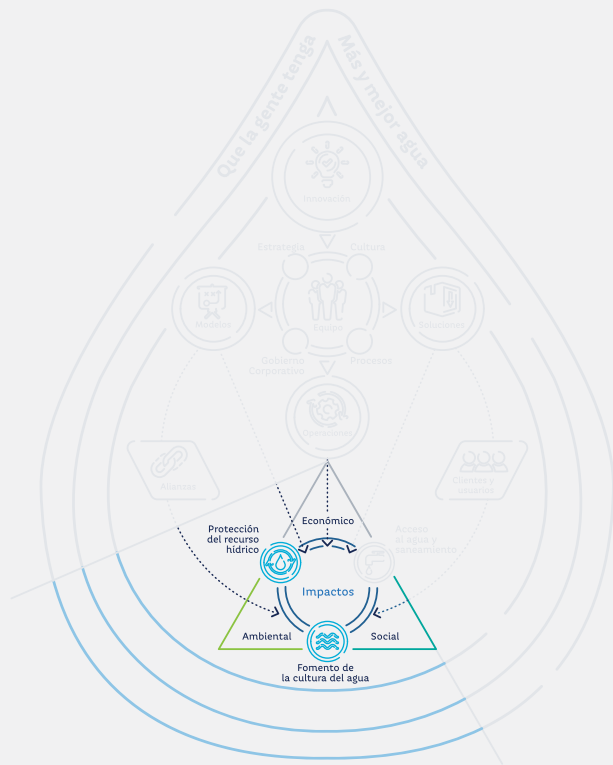 Que la gente tenga
Más y mejor agua
Innovación
Estrategia
Cultura
Modelos
Equipo
Soluciones
Gobierno
Corporativo
Procesos
Operaciones
Alianzas
Clientes y
usuarios
Económico
Protección
del recurso
hídrico
Acceso
al agua y
saneamiento
Impactos
Ambiental
Social
Fomento de
la cultura del agua